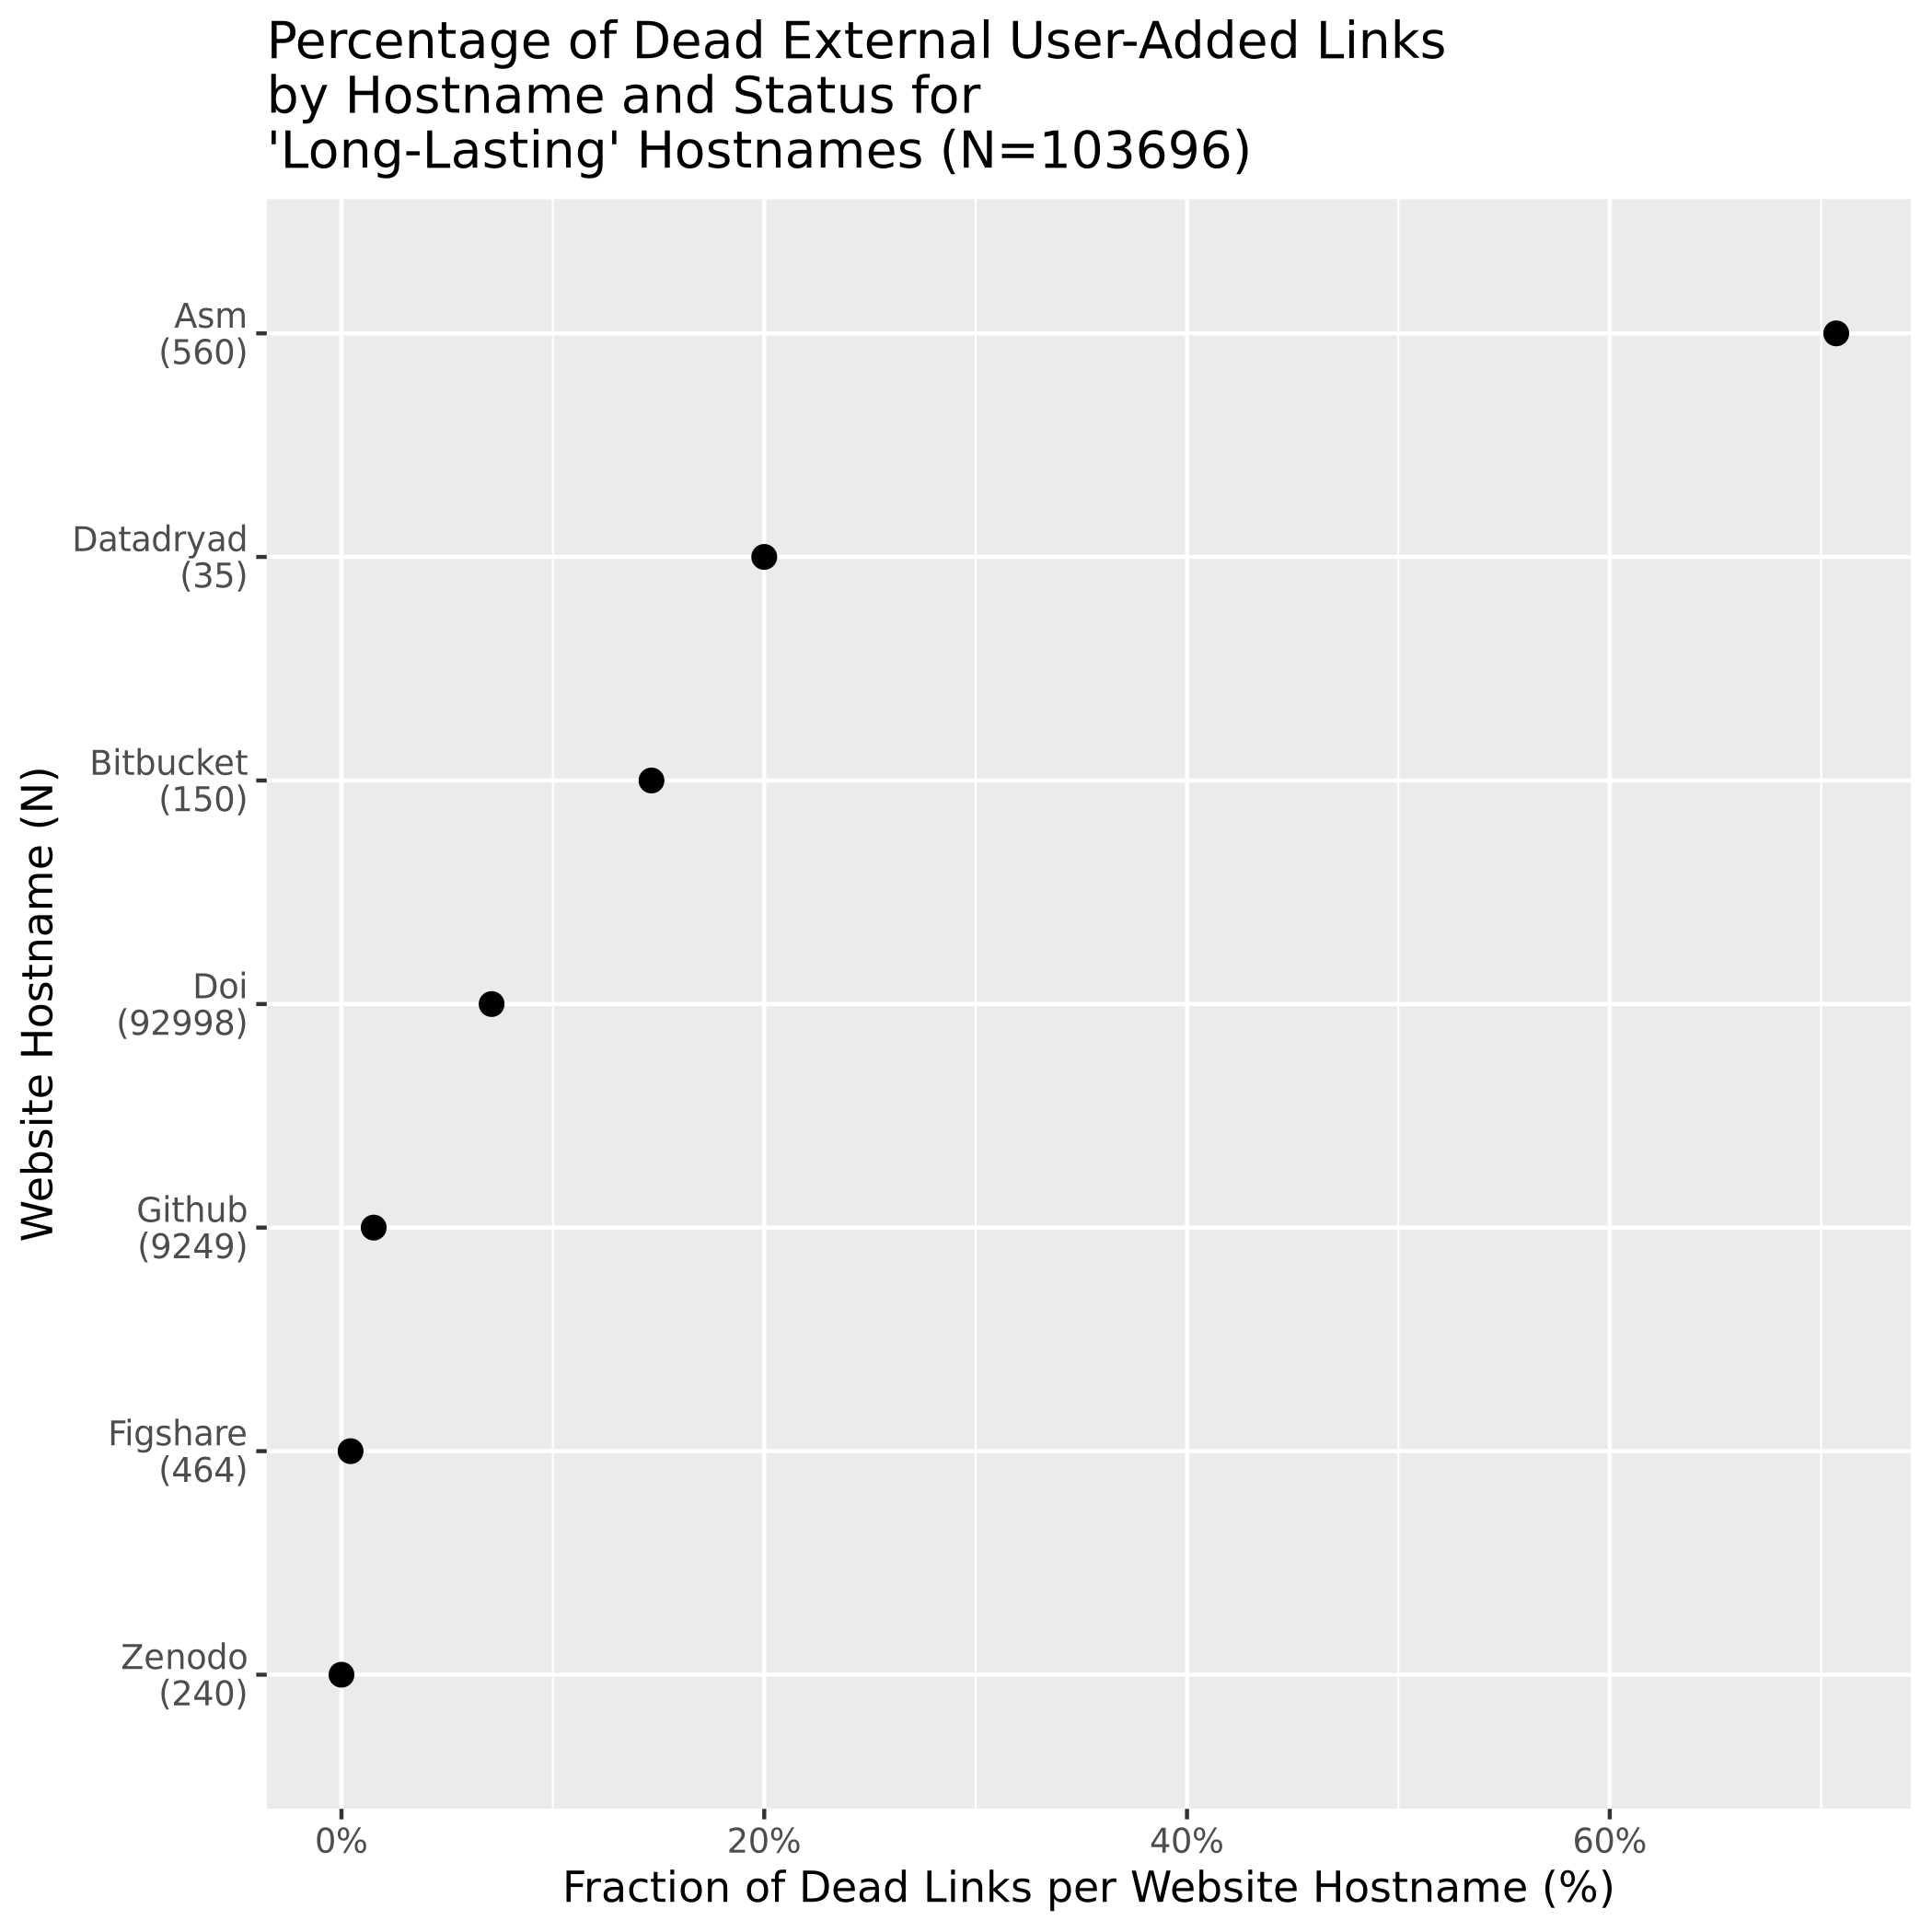 Percentage of Dead External User-Added Links
by Hostname and Status for
'Long-Lasting' Hostnames (N=103696)
Website Hostname (N)
Asm
(560)
Datadryad
(35)
Bitbucket
(150)
Doi
(92998)
Github
(9249)
Figshare
(464)
Zenodo
(240)
0%
20%
40%
60%
Fraction of Dead Links per Website Hostname (%)